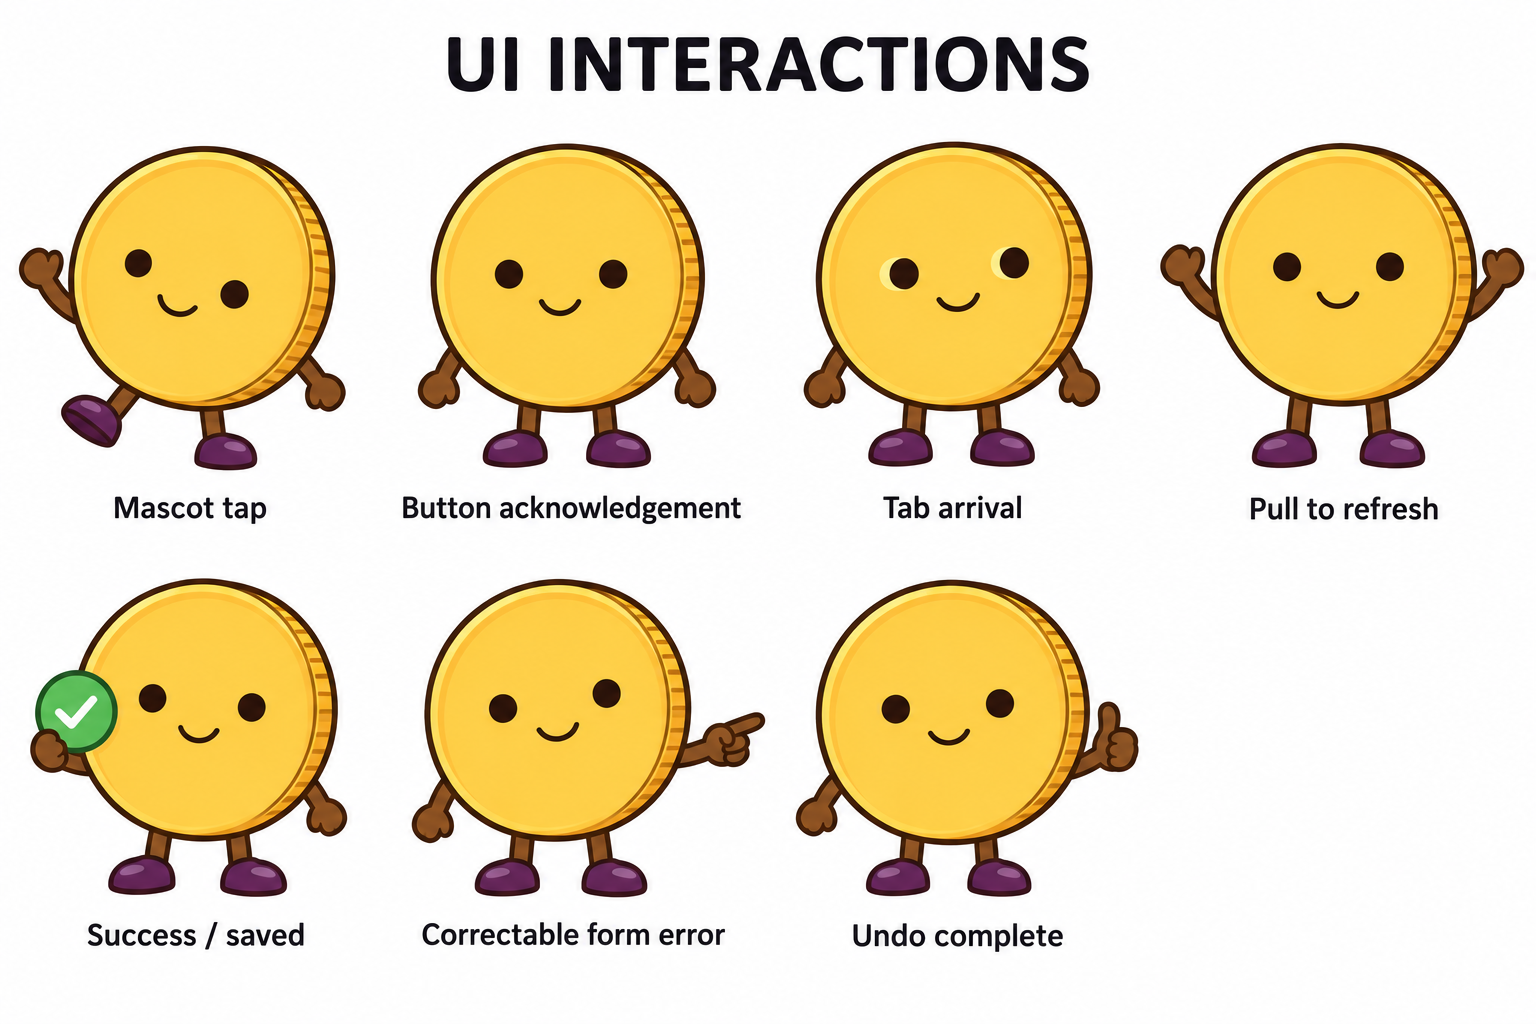 UI INTERACTIONS
Mascot tap
Button acknowledgement
Tab arrival
Pull to refresh
Success / saved
Correctable form error
Undo complete